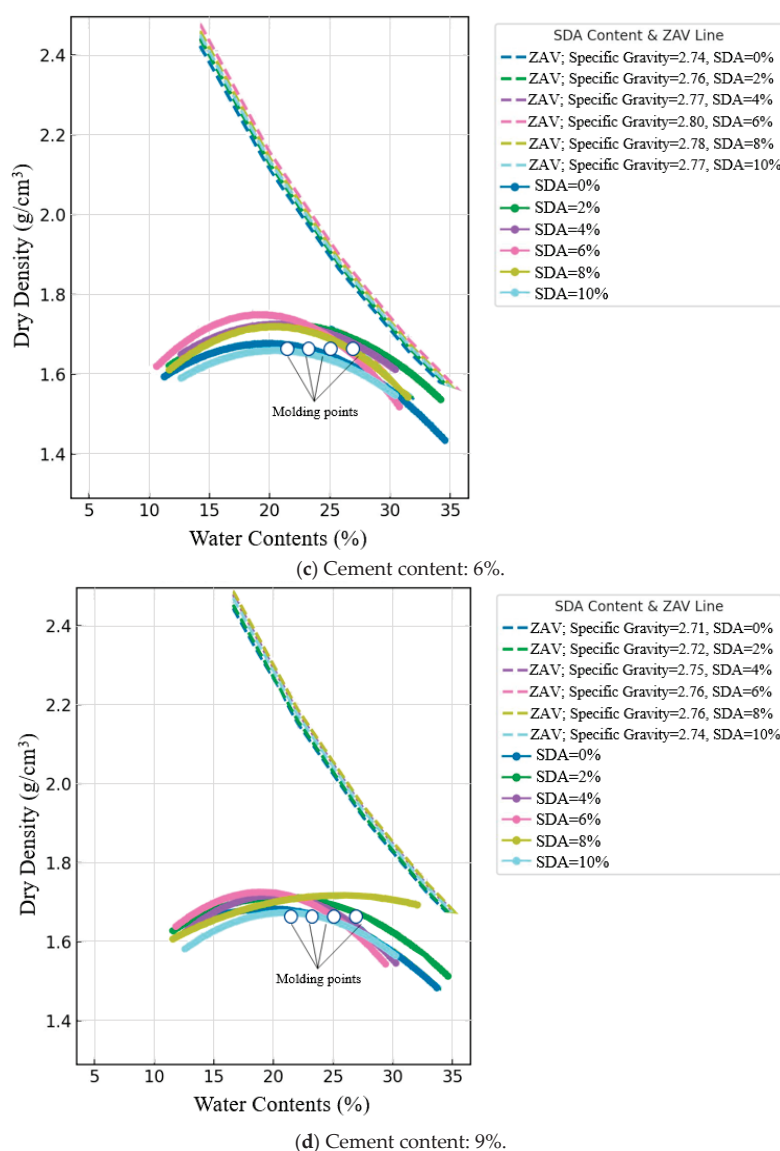 SDA Content & ZAV Line
ZAV; Specific Gravity=2.74, SDA=0%
ZAV; Specific Gravity=2.76, SDA=2%
ZAV; Specific Gravity=2.77, SDA=4%
ZAV; Specific Gravity=2.80, SDA=6%
ZAV; Specific Gravity=2.78, SDA=8%
ZAV; Specific Gravity=2.77, SDA=10%
SDA=0%
SDA=2%
SDA=4%
SDA=6%
SDA=8%
SDA=10%
Dry Density (g/cm³)
2.4
2.2
2.0
1.8
1.6
1.4
Molding points
5 10 15 20 25 30 35
Water Contents (%)
(c) Cement content: 6%.
SDA Content & ZAV Line
ZAV; Specific Gravity=2.71, SDA=0%
ZAV; Specific Gravity=2.72, SDA=2%
ZAV; Specific Gravity=2.75, SDA=4%
ZAV; Specific Gravity=2.76, SDA=6%
ZAV; Specific Gravity=2.76, SDA=8%
ZAV; Specific Gravity=2.74, SDA=10%
SDA=0%
SDA=2%
SDA=4%
SDA=6%
SDA=8%
SDA=10%
Dry Density (g/cm³)
2.4
2.2
2.0
1.8
1.6
1.4
Molding points
5 10 15 20 25 30 35
Water Contents (%)
(d) Cement content: 9%.